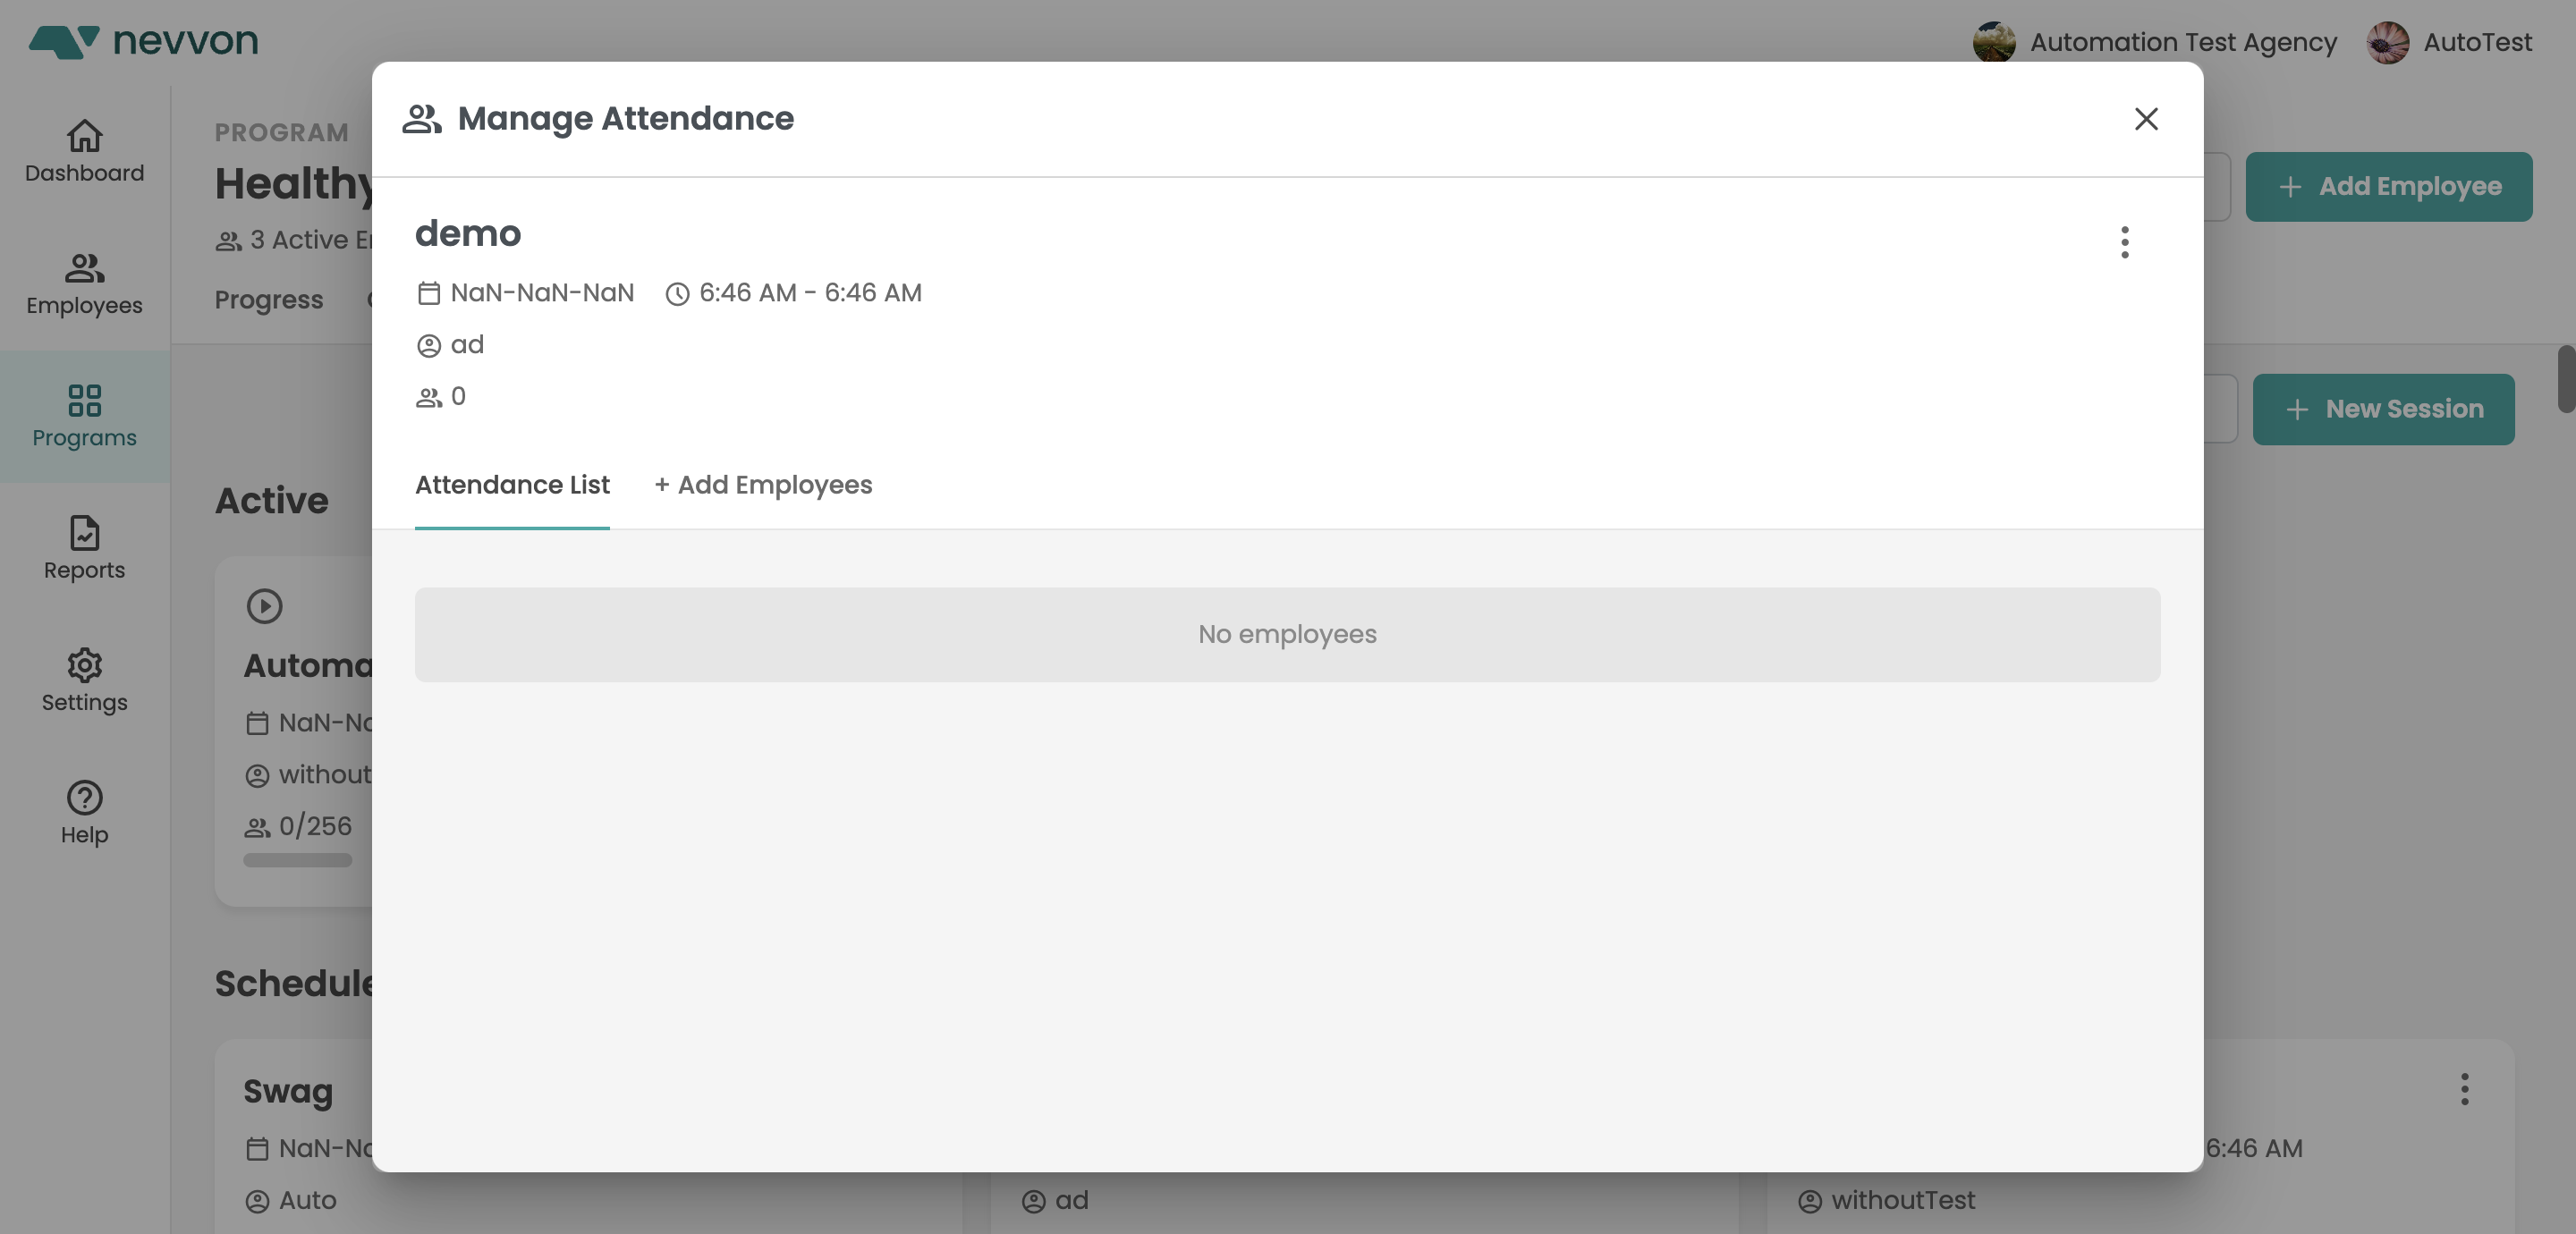 nevvon
Automation Test Agency
AutoTest
Dashboard
Employees
Programs
Reports
Settings
Help
PROGRAM
Healthy
3 Active
Progress
Add Employee
New Session
Manage Attendance
demo
NaN-NaN-NaN 6:46 AM - 6:46 AM
ad
0
Attendance List + Add Employees
No employees
Active
Automa
NaN-Na
without
0/256
Schedule
Swag
NaN-Na
6:46 AM
Auto
ad
withoutTest